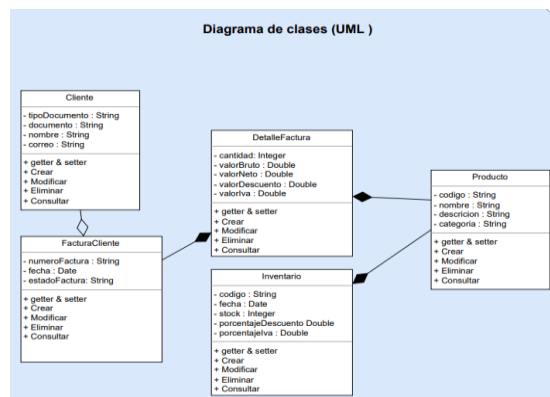 Diagrama de clases (UML )
Cliente
- tipoDocumento : String
- documento : String
- nombre : String
- correo : String
+ getter & setter
+ Crear
+ Modificar
+ Eliminar
+ Consultar
FacturaCliente
- numeroFactura : String
- fecha : Date
- estadoFactura: String
+ getter & setter
+ Crear
+ Modificar
+ Eliminar
+ Consultar
DetalleFactura
- cantidad: Integer
- valorBruto : Double
- valorNeto : Double
- valorDescuento : Double
- valorIva : Double
+ getter & setter
+ Crear
+ Modificar
+ Eliminar
+ Consultar
Inventario
- codigo : String
- fecha : Date
- stock : Integer
- porcentajeDescuento Double
- porcentajeIva : Double
+ getter & setter
+ Crear
+ Modificar
+ Eliminar
+ Consultar
Producto
- codigo : String
- nombre : String
- descricion : String
- categoria : String
+ getter & setter
+ Crear
+ Modificar
+ Eliminar
+ Consultar